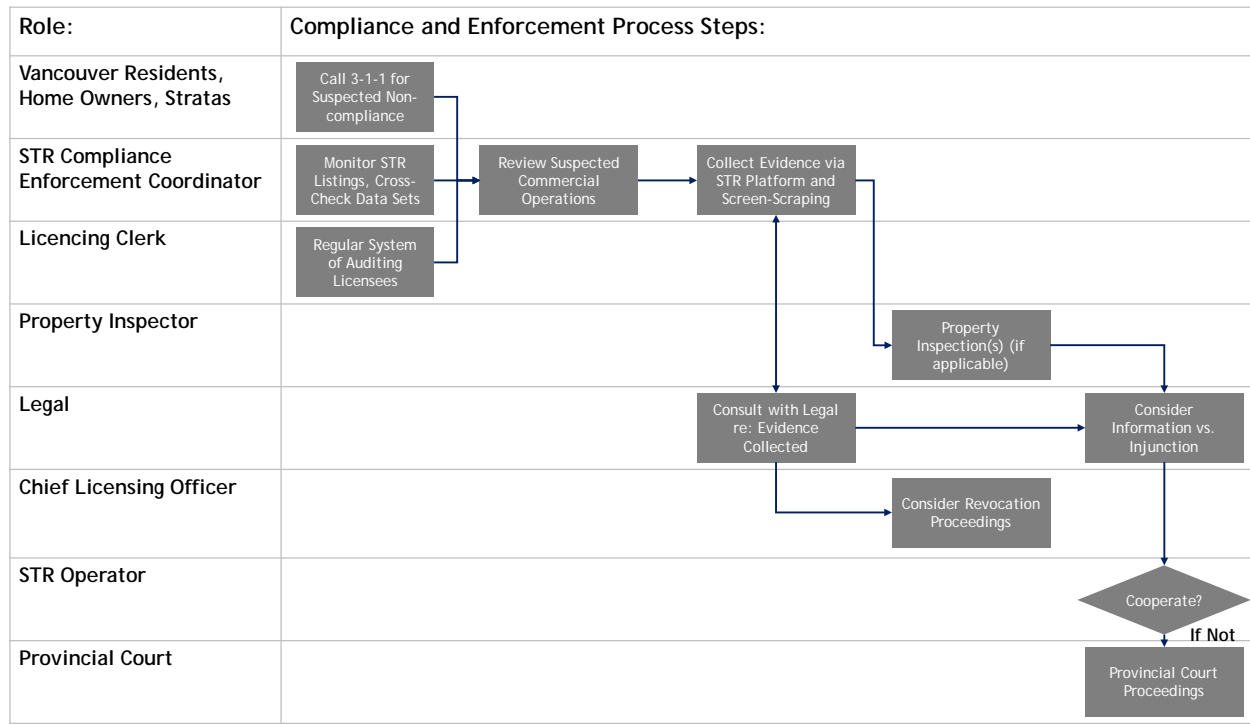 Role:
Compliance and Enforcement Process Steps:
Vancouver Residents,
Home Owners, Stratas
Call 3-1-1 for
Suspected Non-
compliance
STR Compliance
Enforcement Coordinator
Monitor STR
Listings, Cross-
Check Data Sets
Review Suspected
Commercial
Operations
Collect Evidence via
STR Platform and
Screen-Scraping
Licencing Clerk
Regular System
of Auditing
Licensees
Property Inspector
Property
Inspection(s) (if
applicable)
Legal
Consult with Legal
re: Evidence
Collected
Consider
Information vs.
Injunction
Chief Licensing Officer
Consider Revocation
Proceedings
STR Operator
Cooperate?
If Not
Provincial Court
Provincial Court
Proceedings